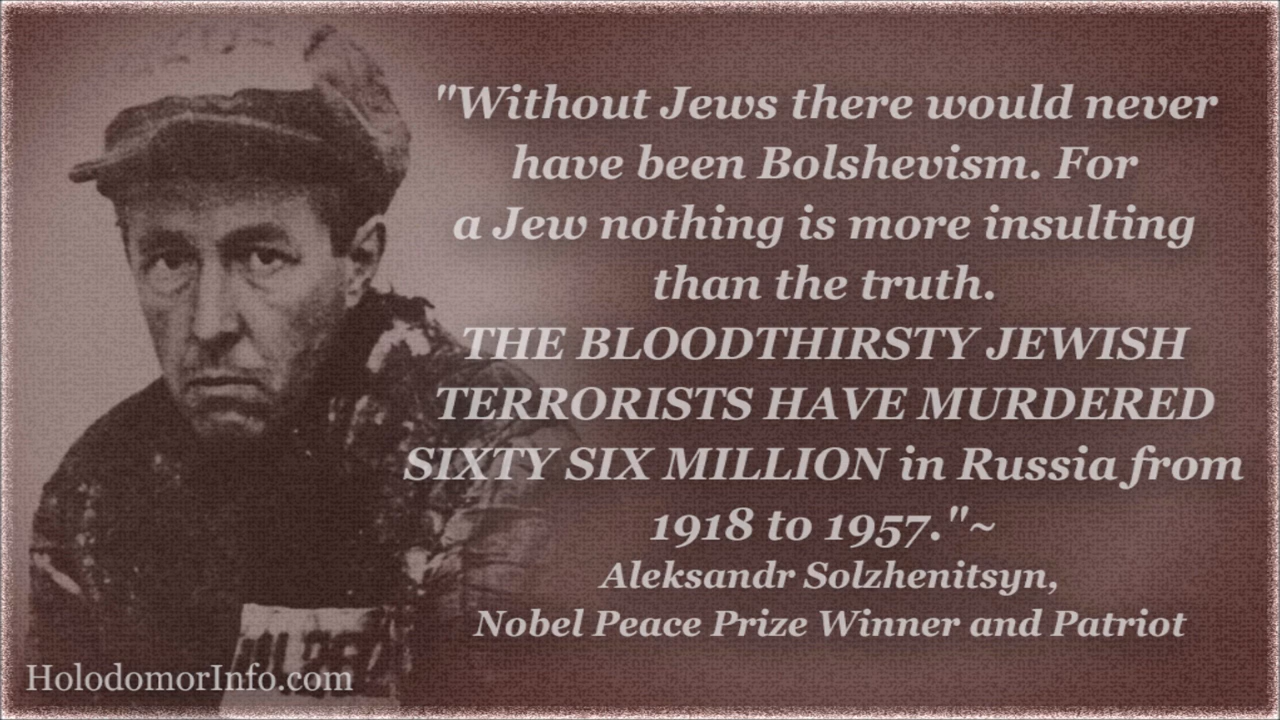 "Without Jews there would never
have been Bolshevism. For
a Jew nothing is more insulting
than the truth.
THE BLOODTHIRSTY JEWISH
TERRORISTS HAVE MURDERED
SIXTY SIX MILLION in Russia from
1918 to 1957."~
Aleksandr Solzhenitsyn,
Nobel Peace Prize Winner and Patriot
HolodomorInfo.com